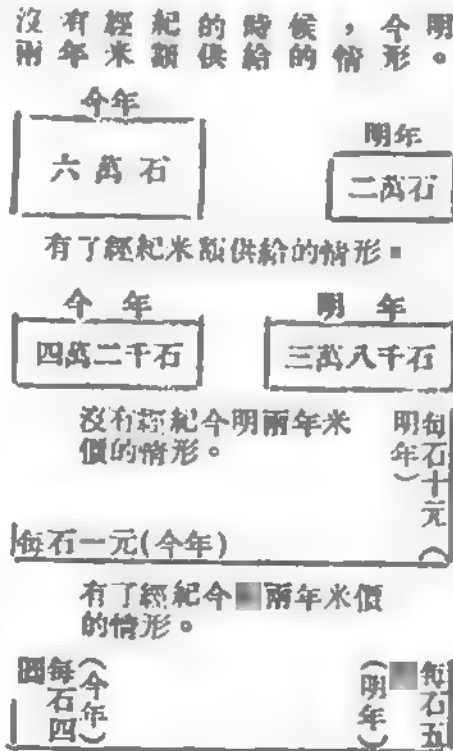 沒有經紀的時候，今明
兩年米額供給的情形。
今年
六萬石
明年
二萬石
有了經紀米額供給的情形。
今年
四萬二千石
明年
三萬八千石
沒有經紀今明兩年米
價的情形。
每石十元（
明年）
每石一元(今年)
有了經紀今兩年米價
的情形。
（今年）
每石四
圓
每石五
（明年）